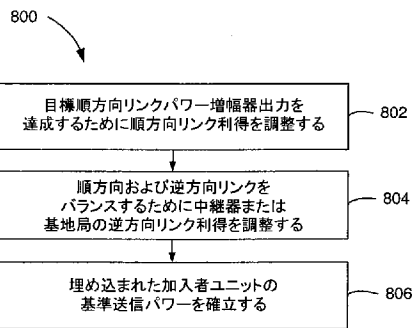 800
目標順方向リンクパワー増幅器出力を
達成するために順方向リンク利得を調整する
802
順方向および逆方向リンクを
バランスするために中継器または
基地局の逆方向リンク利得を調整する
804
埋め込まれた加入者ユニットの
基準送信パワーを確立する
806